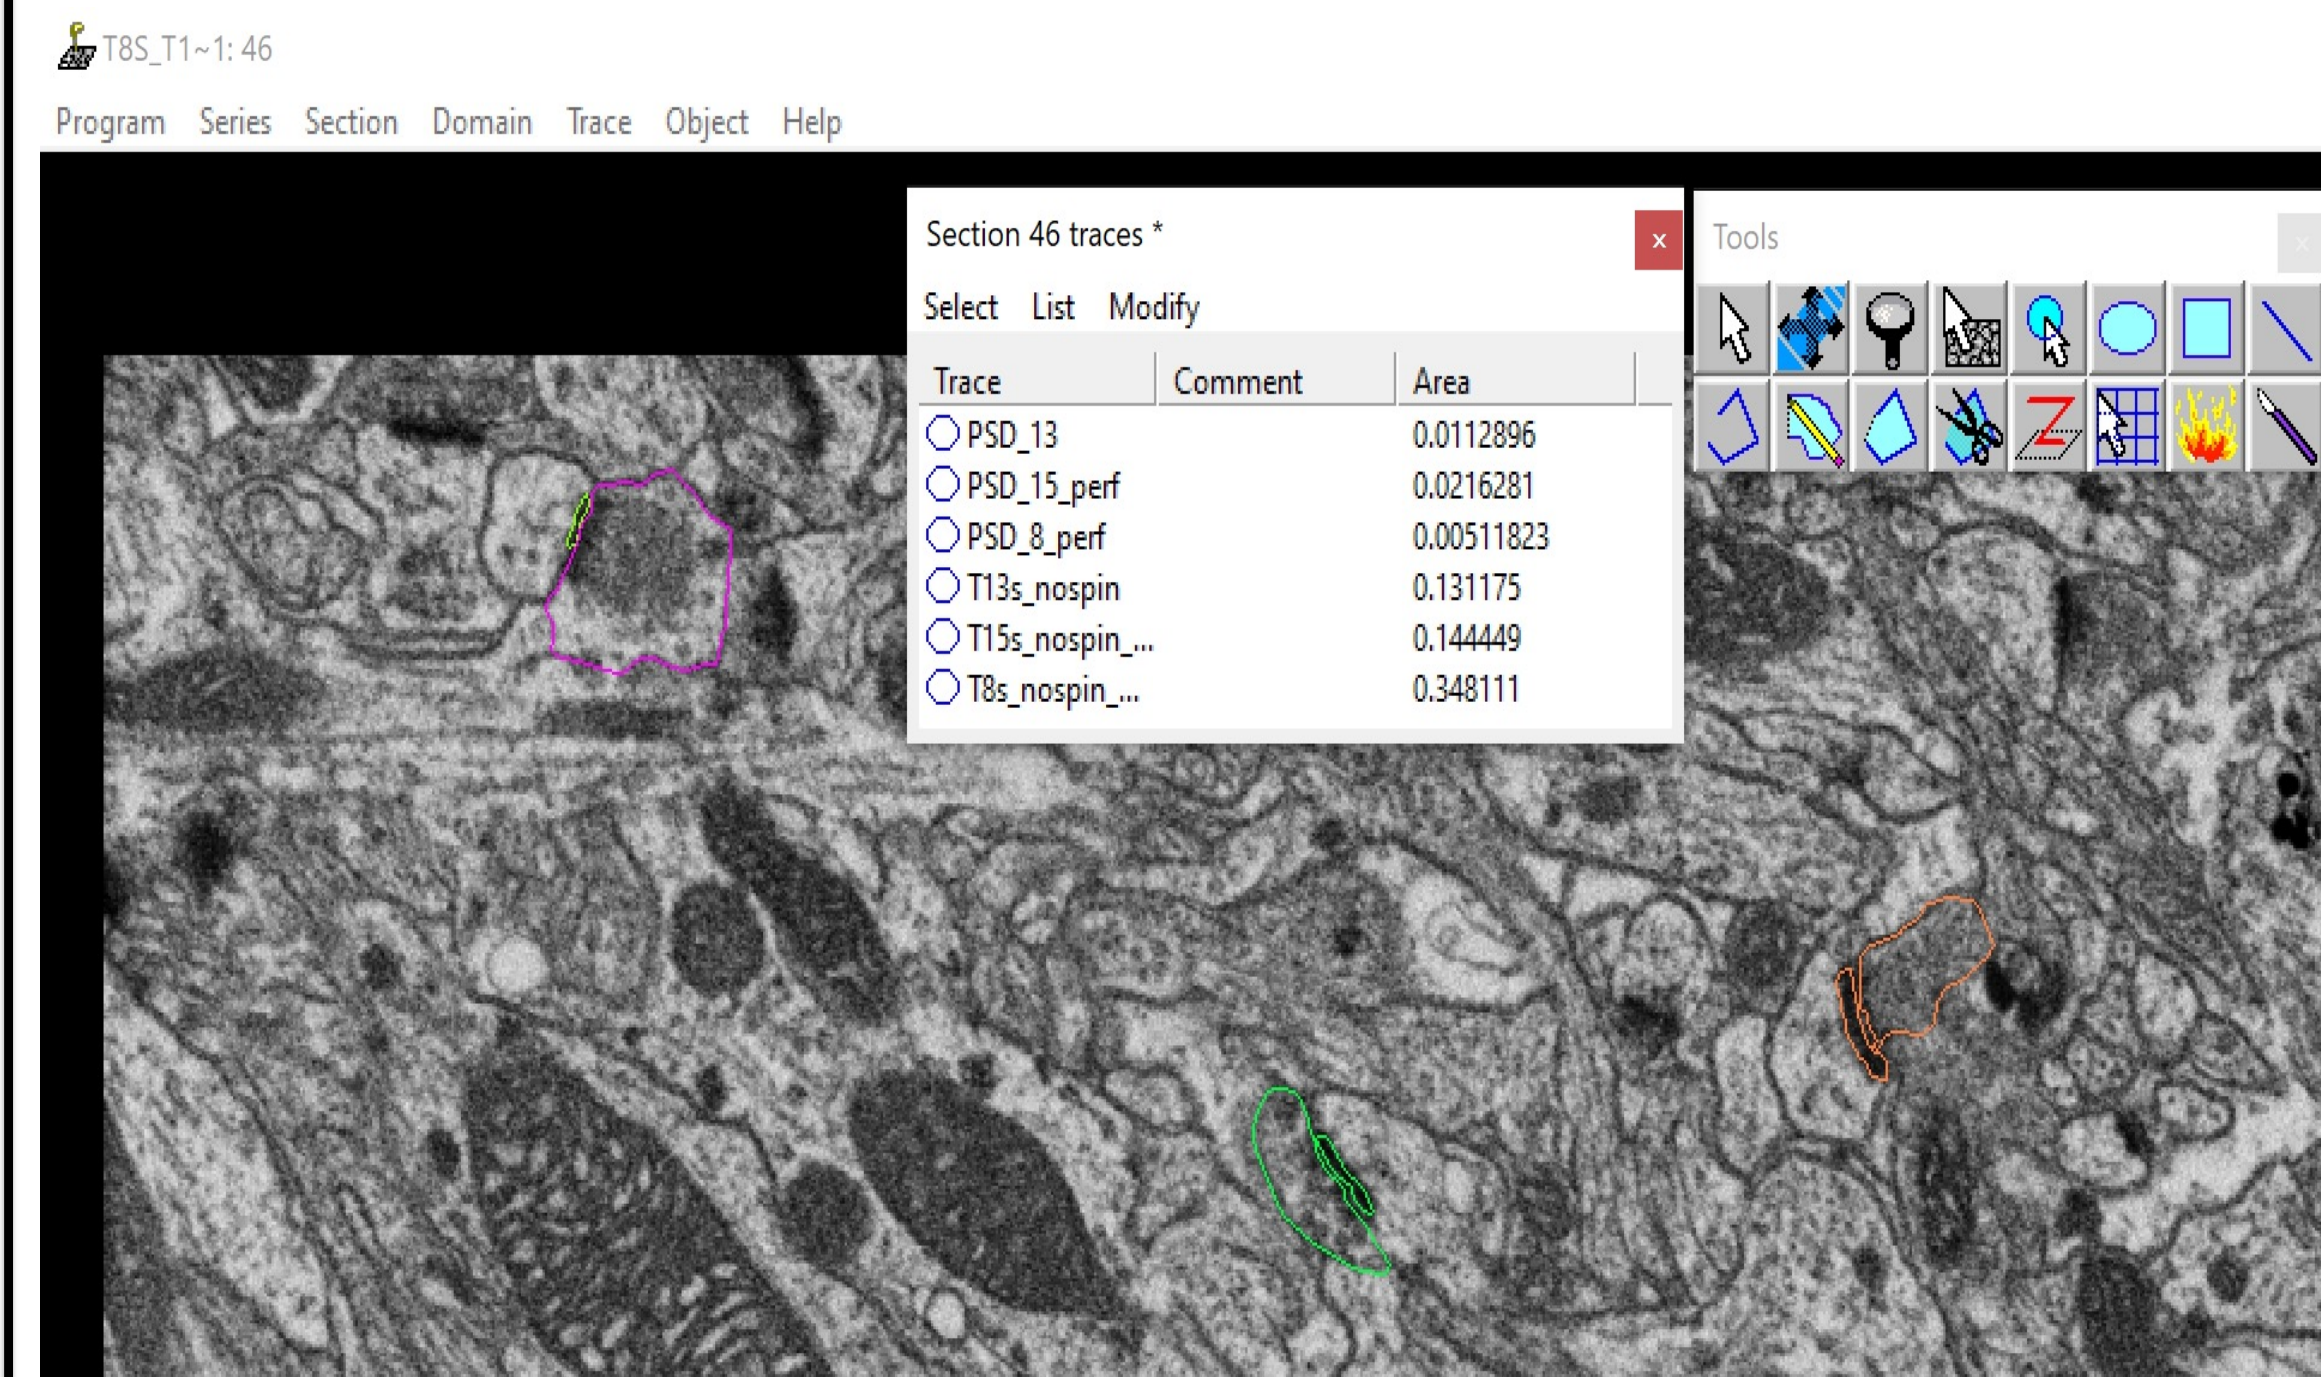 T8S_T1~1: 46
Program Series Section Domain Trace Object Help
Section 46 traces *
x
Tools
x
Select List Modify
Trace Comment Area
PSD_13 0.0112896
PSD_15_perf 0.0216281
PSD_8_perf 0.00511823
T13s_nospin 0.131175
T15s_nospin_... 0.144449
T8s_nospin_... 0.348111